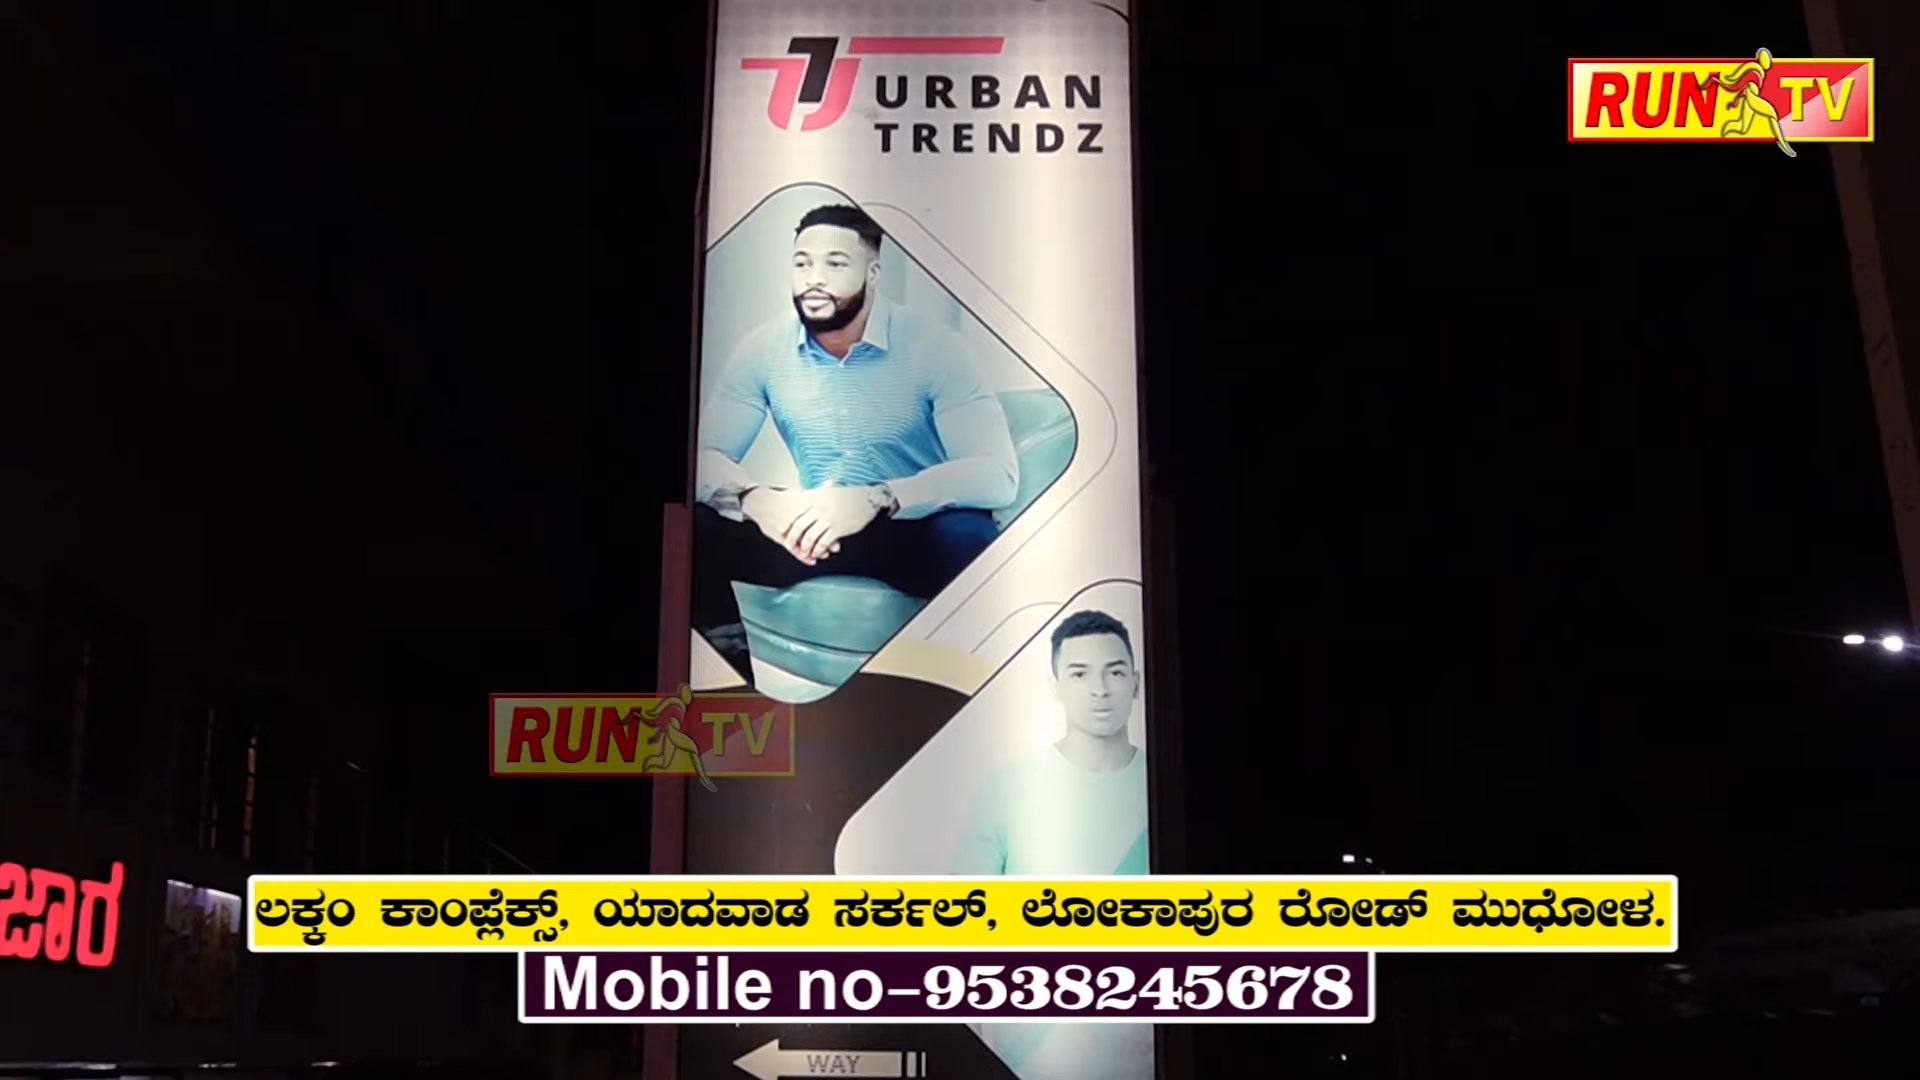 URBAN
TRENDZ
RUN TV
RUN TV
ಜಾರ
ಲಕ್ಕಂ ಕಾಂಪ್ಲೆಕ್ಸ್, ಯಾದವಾಡ ಸರ್ಕಲ್, ಲೋಕಾಪುರ ರೋಡ್ ಮುಧೋಳ.
Mobile no-9538245678
WAY